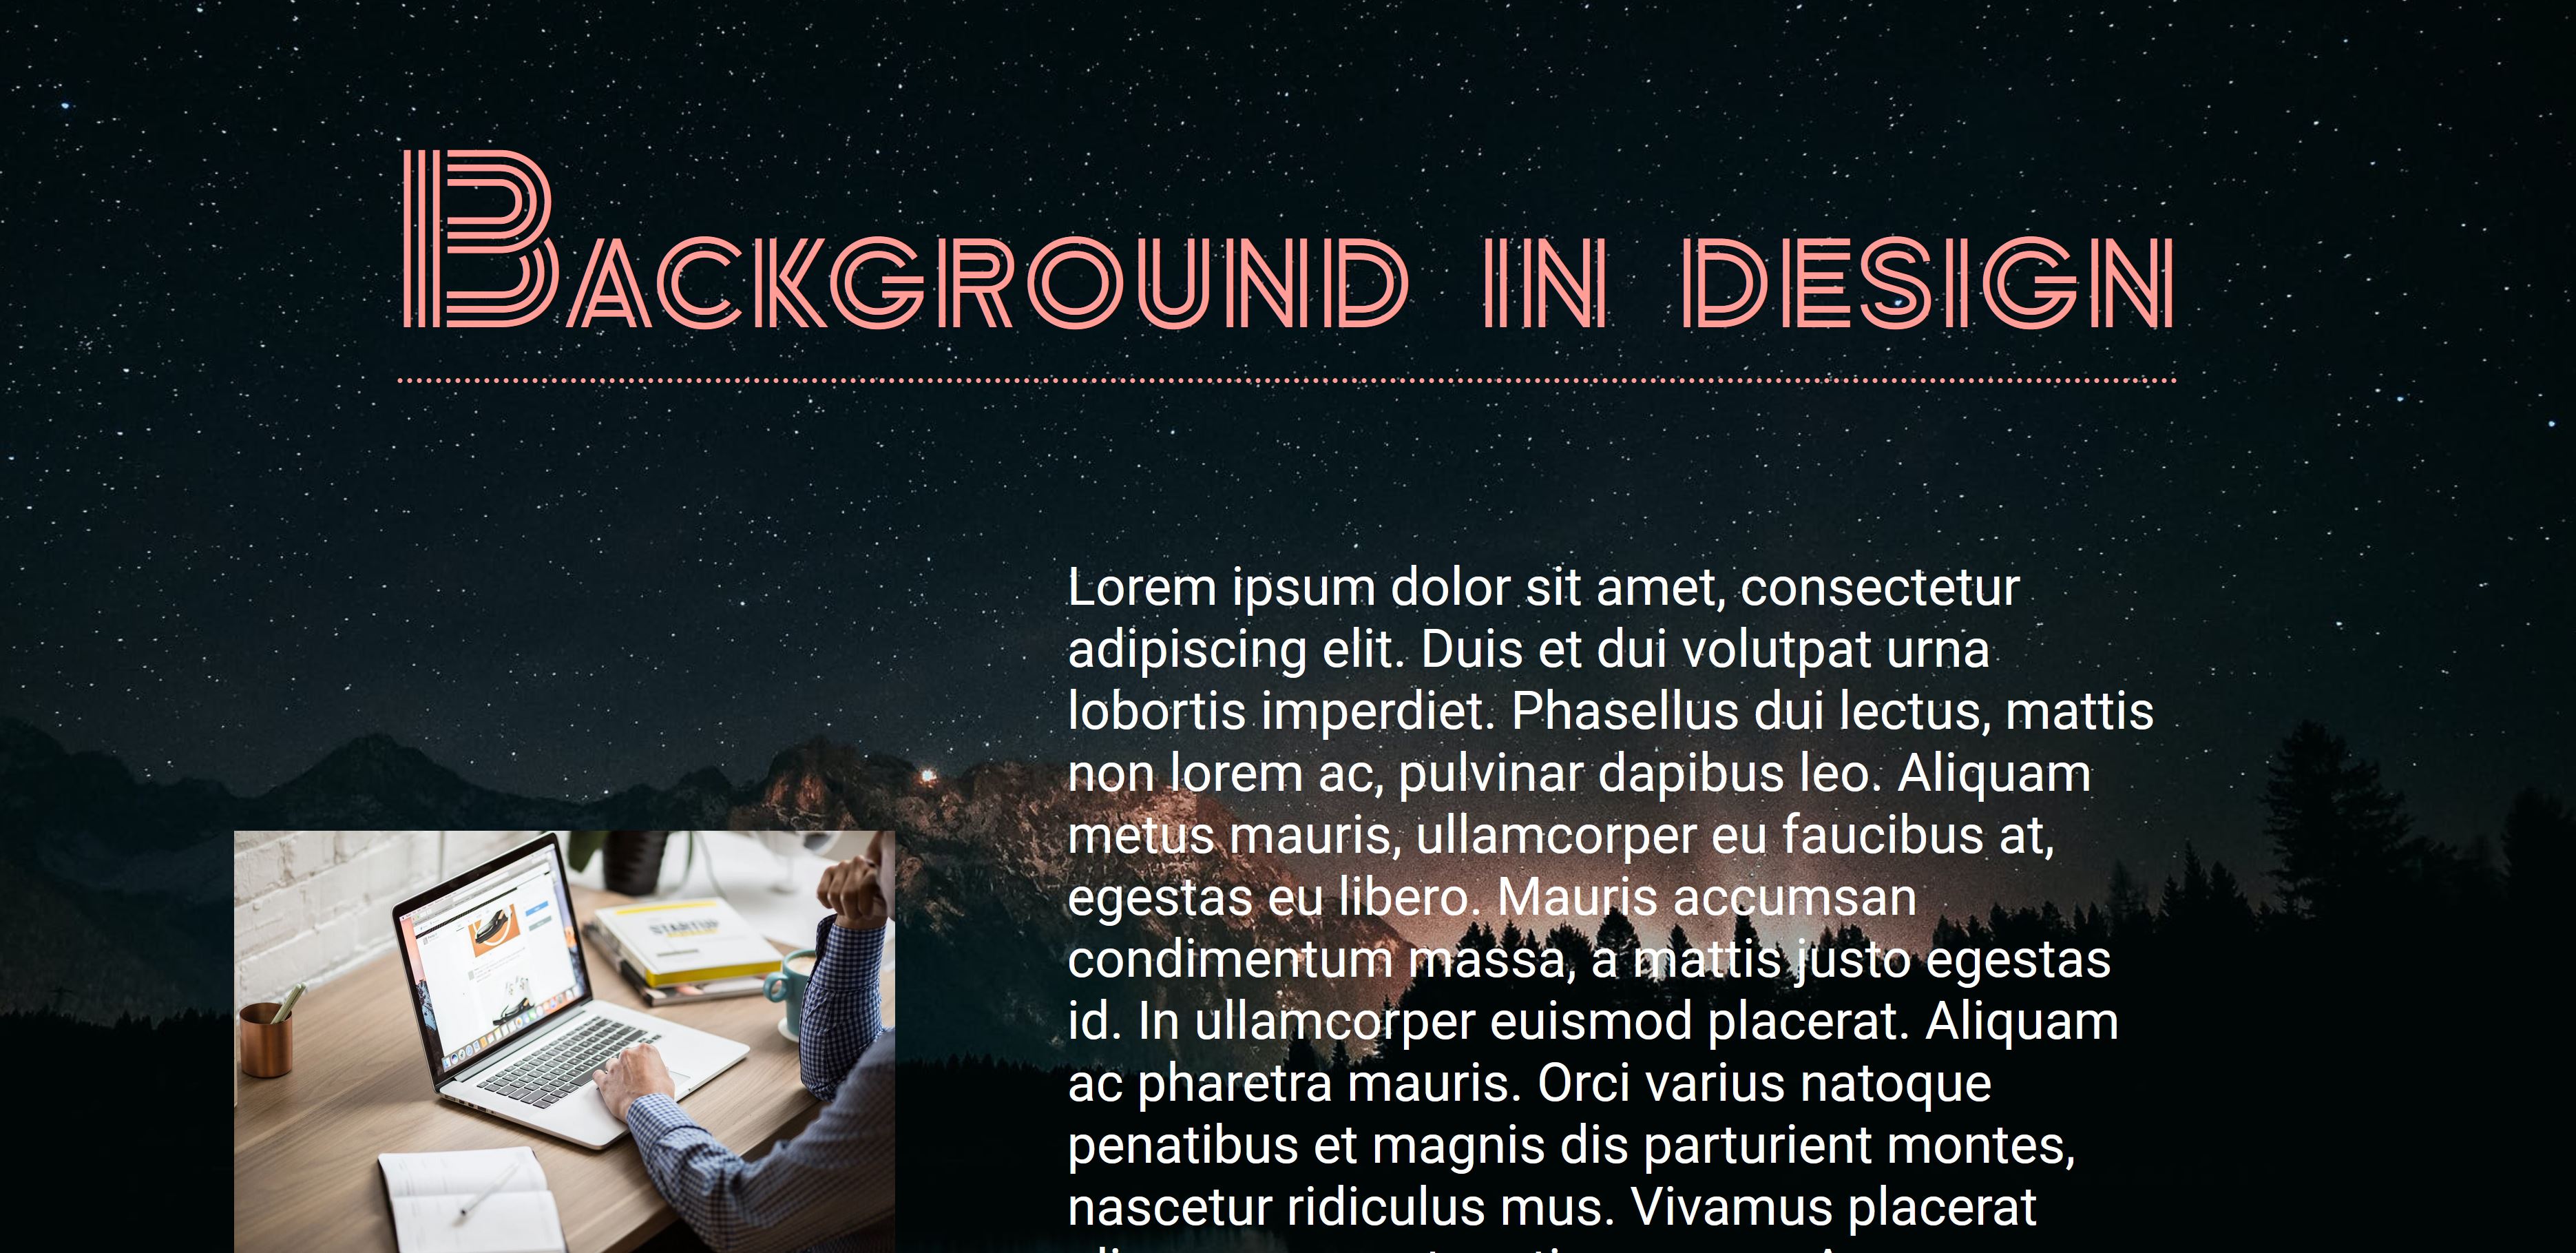 Background in design
Lorem ipsum dolor sit amet, consectetur
adipiscing elit. Duis et dui volutpat urna
lobortis imperdiet. Phasellus dui lectus, mattis
non lorem ac, pulvinar dapibus leo. Aliquam
metus mauris, ullamcorper eu faucibus at,
egestas eu libero. Mauris accumsan
condimentum massa, a mattis justo egestas
id. In ullamcorper euismod placerat. Aliquam
ac pharetra mauris. Orci varius natoque
penatibus et magnis dis parturient montes,
nascetur ridiculus mus. Vivamus placerat
STARTUP